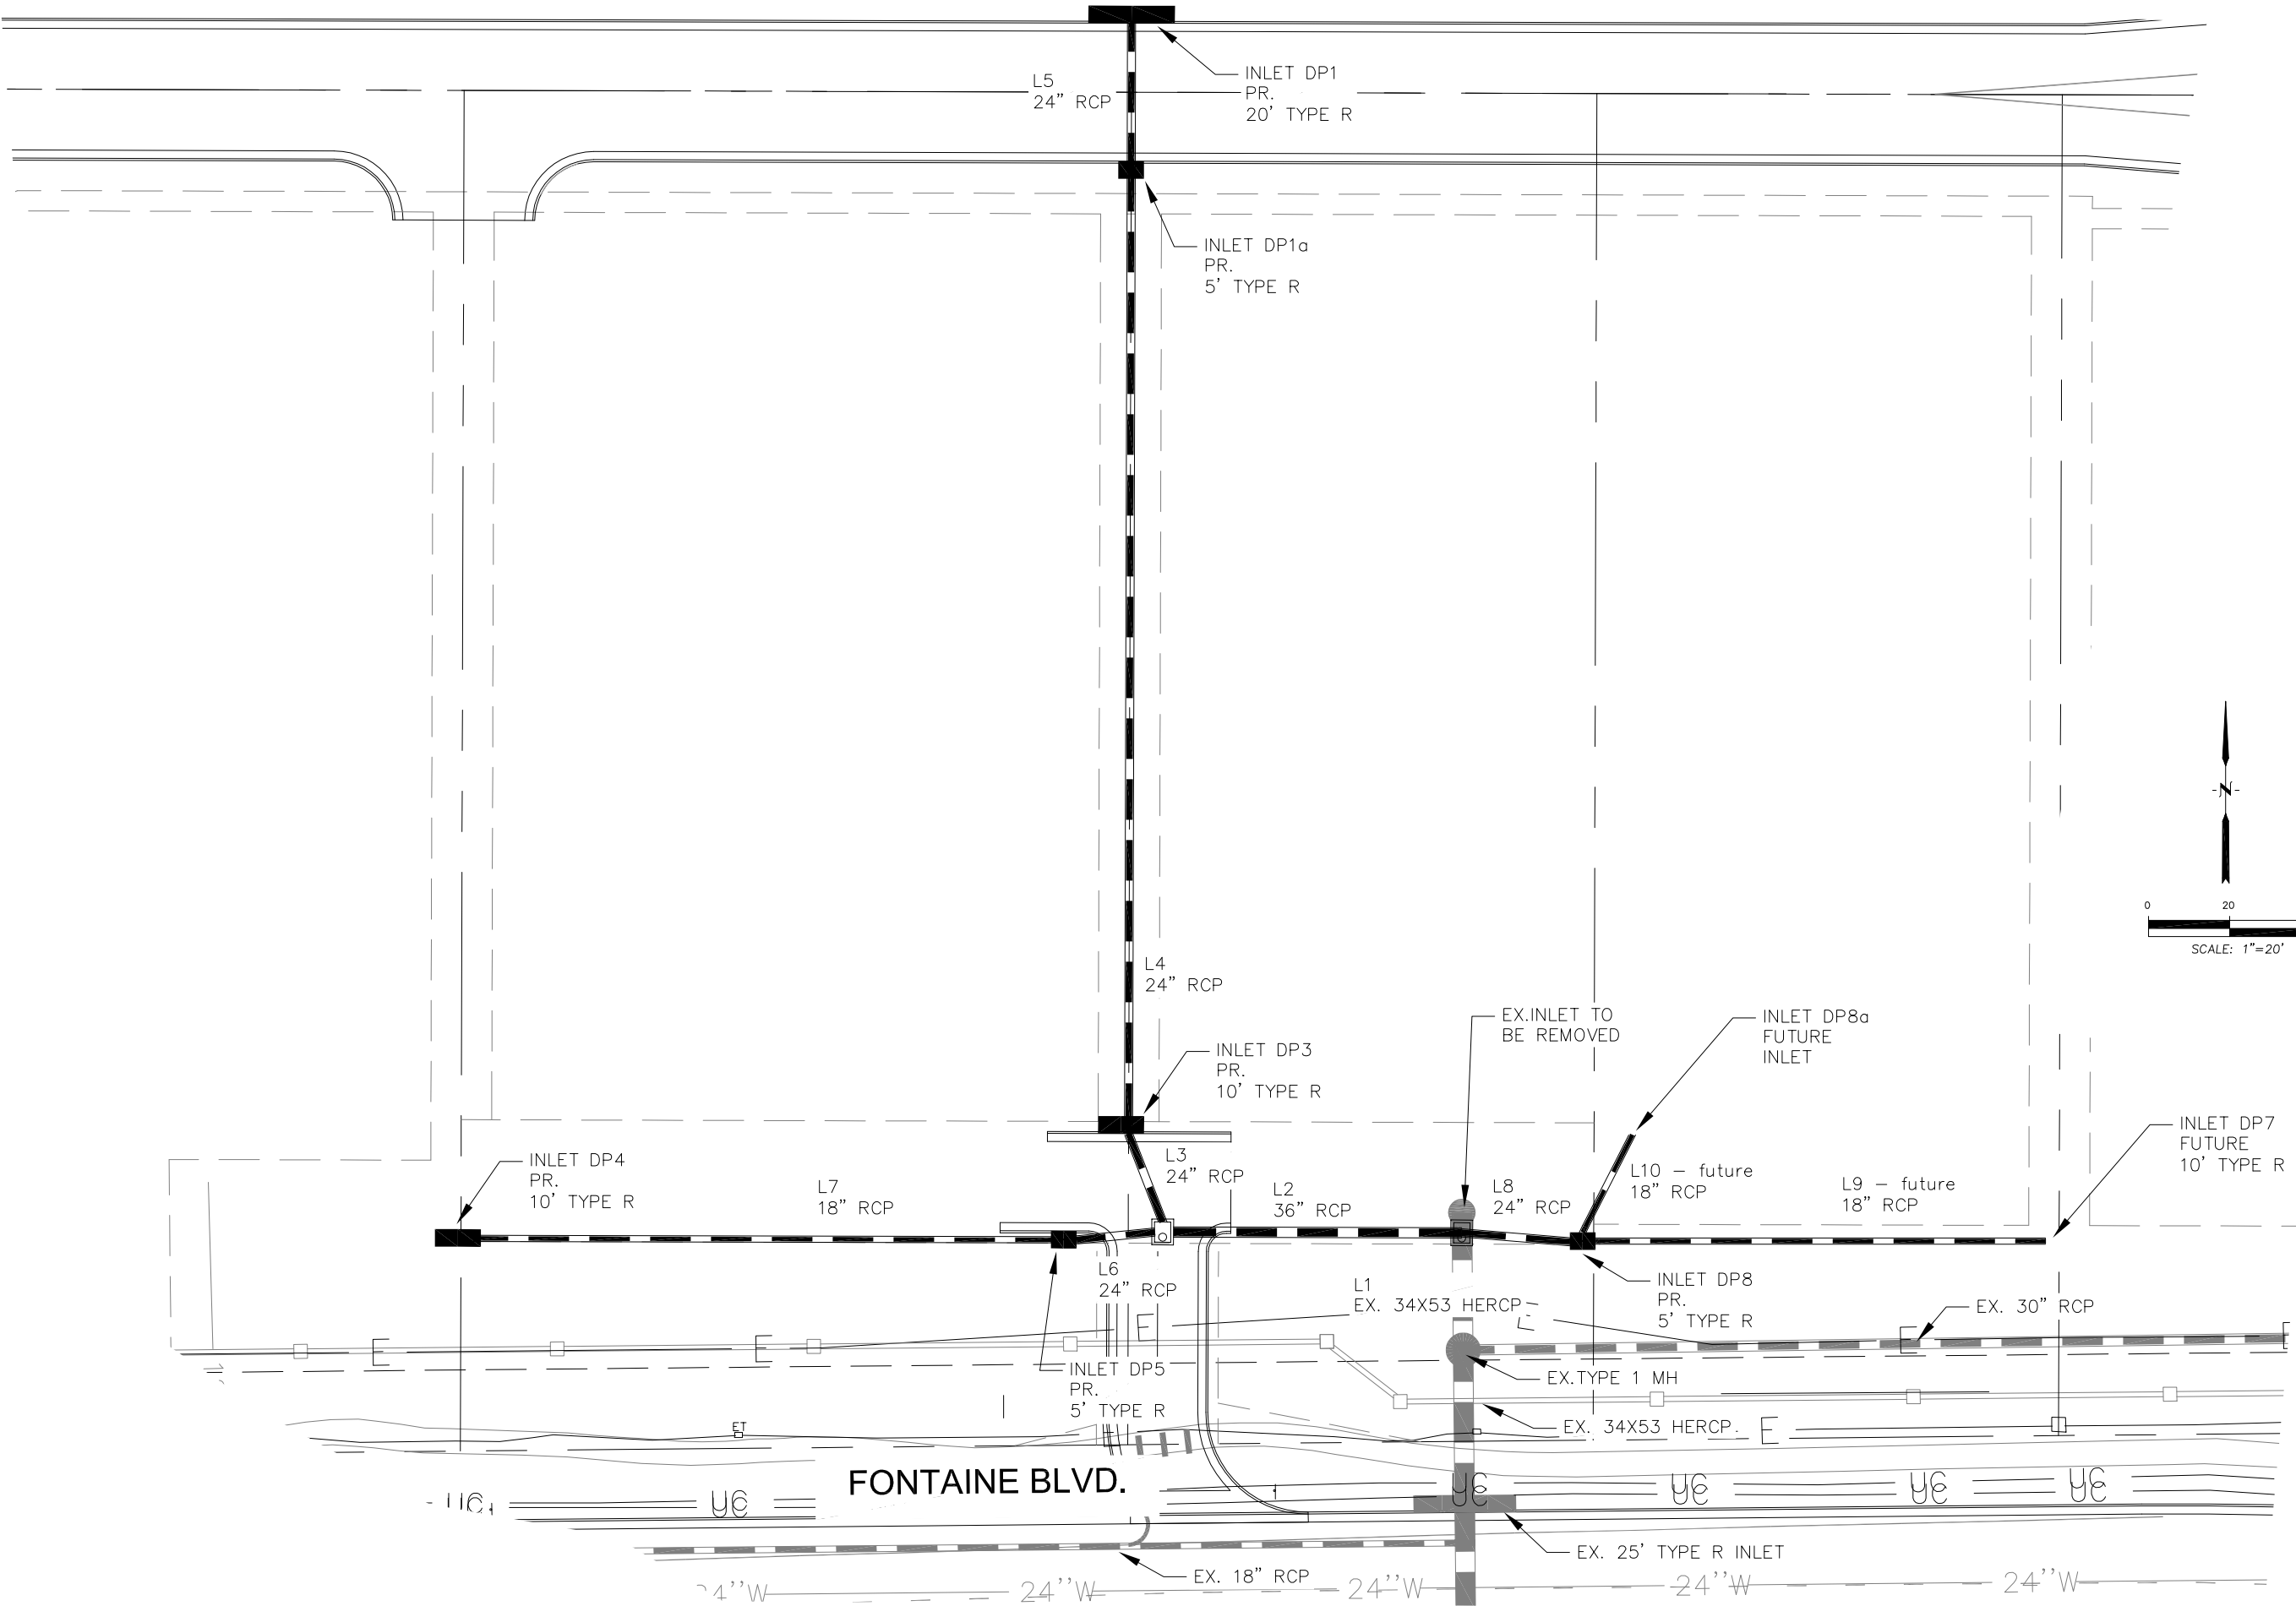 INLET DP1
PR.
20' TYPE R
L5
24" RCP
INLET DP1a
PR.
5' TYPE R
N
0 20
SCALE: 1"=20'
L4
24" RCP
EX.INLET TO
BE REMOVED
INLET DP8a
FUTURE
INLET
INLET DP3
PR.
10' TYPE R
INLET DP7
FUTURE
10' TYPE R
INLET DP4
PR.
10' TYPE R
L7
18" RCP
L3
24" RCP
L2
36" RCP
L8
24" RCP
L10 – future
18" RCP
L9 – future
18" RCP
L6
24" RCP
L1
EX. 34X53 HERCP
INLET DP8
PR.
5' TYPE R
EX. 30" RCP
E
E
E
E
E
E
INLET DP5
PR.
5' TYPE R
EX.TYPE 1 MH
EX. 34X53 HERCP.
E
ET
FONTAINE BLVD.
EX. 25' TYPE R INLET
EX. 18" RCP
24''W
24''W
24''W
24''W